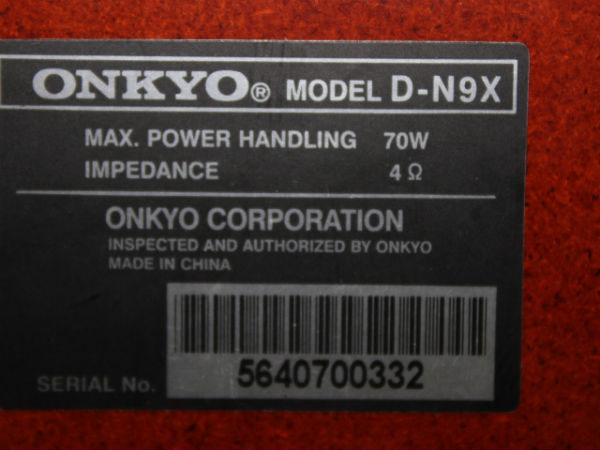 ONKYO® MODEL D-N9X
MAX. POWER HANDLING 70W
IMPEDANCE 4 Ω
ONKYO CORPORATION
INSPECTED AND AUTHORIZED BY ONKYO
MADE IN CHINA
SERIAL No. 5640700332